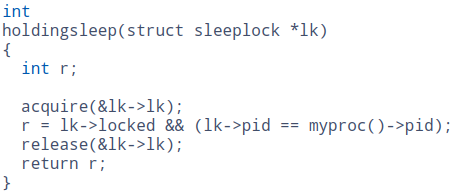 int
holdingsleep(struct sleeplock *lk)
{
  int r;

  acquire(&lk->lk);
  r = lk->locked && (lk->pid == myproc()->pid);
  release(&lk->lk);
  return r;
}